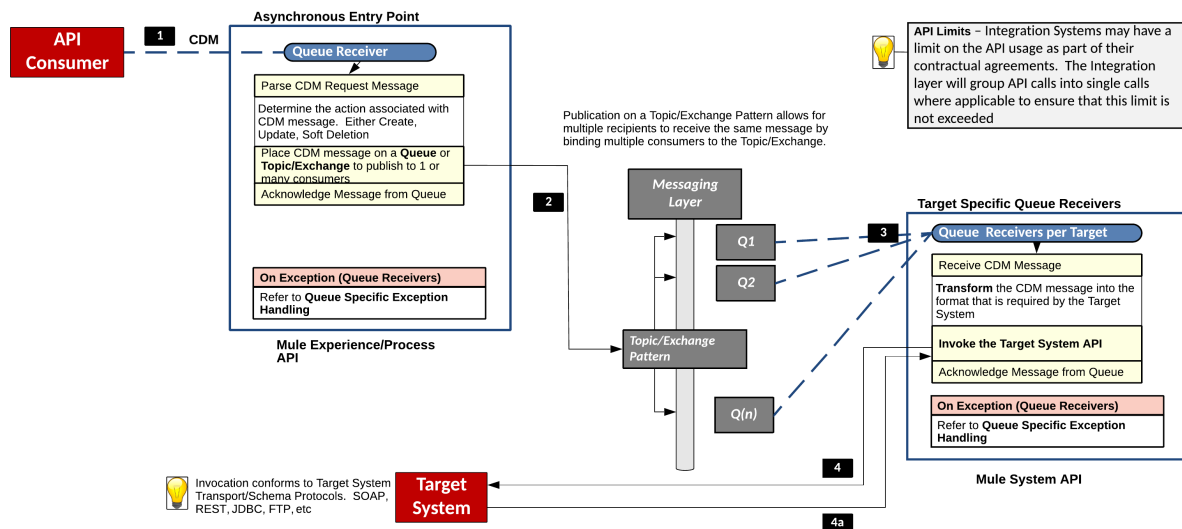 Asynchronous Entry Point
API
Consumer
1
CDM
Queue Receiver
Parse CDM Request Message
Determine the action associated with
CDM message.  Either Create,
Update, Soft Deletion
Place CDM message on a Queue or
Topic/Exchange to publish to 1 or
many consumers
Acknowledge Message from Queue
On Exception (Queue Receivers)
Refer to Queue Specific Exception
Handling
Mule Experience/Process
API
2
Publication on a Topic/Exchange Pattern allows for
multiple recipients to receive the same message by
binding multiple consumers to the Topic/Exchange.
Messaging
Layer
Q1
Q2
Topic/Exchange
Pattern
Q(n)
API Limits – Integration Systems may have a
limit on the API usage as part of their
contractual agreements.  The Integration
layer will group API calls into single calls
where applicable to ensure that this limit is
not exceeded
Target Specific Queue Receivers
3
Queue  Receivers per Target
Receive CDM Message
Transform the CDM message into the
format that is required by the Target
System
Invoke the Target System API
Acknowledge Message from Queue
On Exception (Queue Receivers)
Refer to Queue Specific Exception
Handling
Mule System API
4
Invocation conforms to Target System
Transport/Schema Protocols.  SOAP,
REST, JDBC, FTP, etc
Target
System
4a